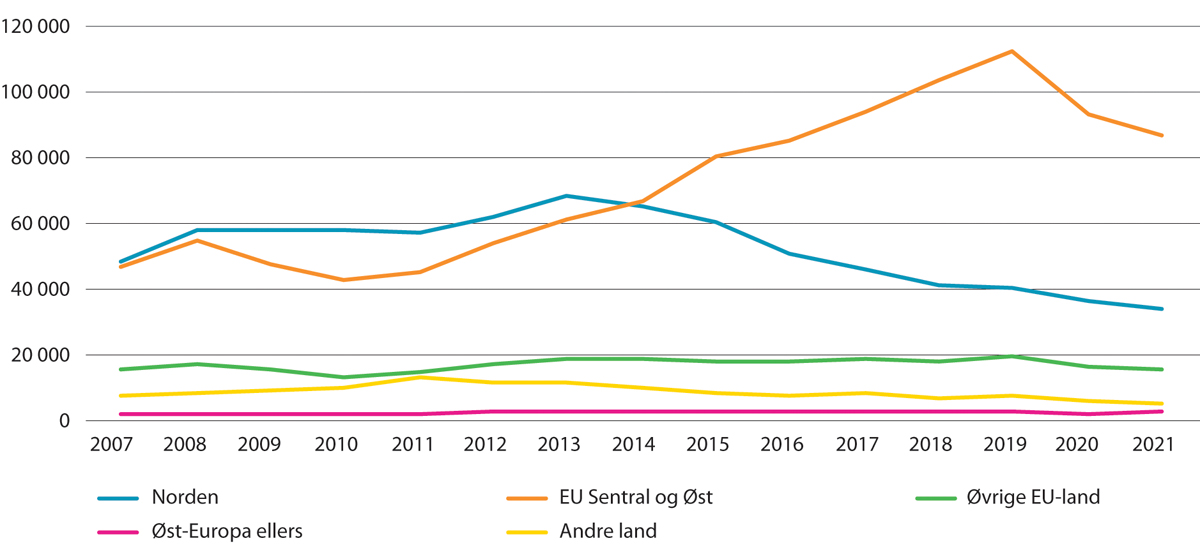 120 000
100 000
80 000
60 000
40 000
20 000
0
2007 2008 2009 2010 2011 2012 2013 2014 2015 2016 2017 2018 2019 2020 2021
Norden EU Sentral og Øst Øvrige EU-land
Øst-Europa ellers Andre land